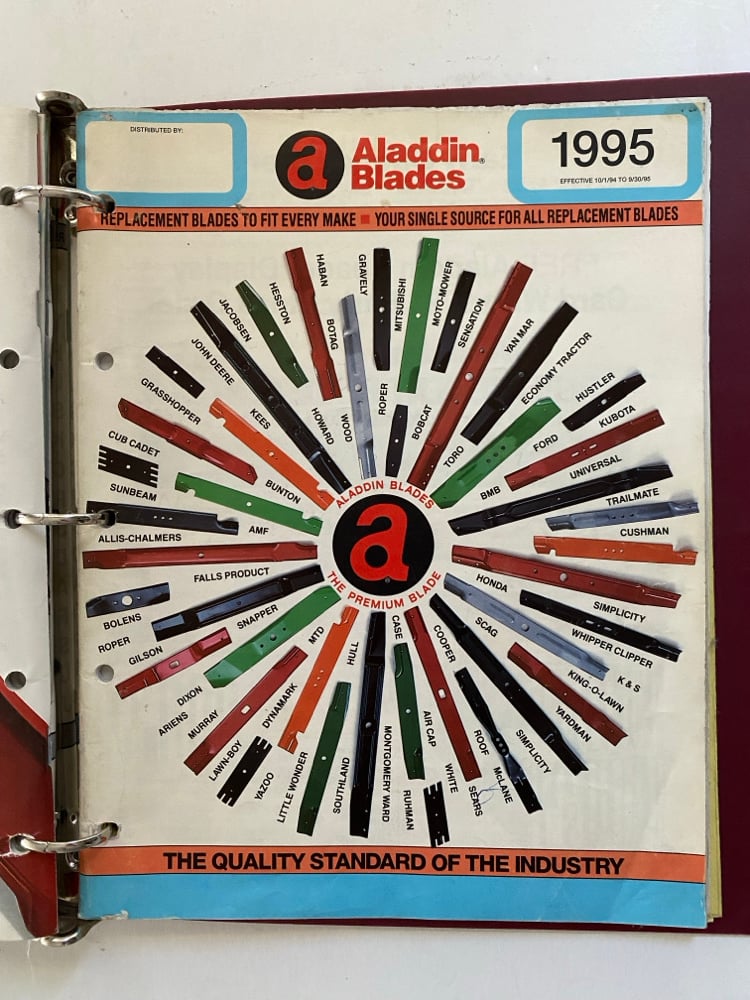 DISTRIBUTED BY:
a
Aladdin®
Blades
1995
EFFECTIVE 10/1/94 TO 9/30/95
REPLACEMENT BLADES TO FIT EVERY MAKE ■ YOUR SINGLE SOURCE FOR ALL REPLACEMENT BLADES
HABAN
GRAVELY
MITSUBISHI
MOTO-MOWER
SENSATION
HESSTON
JACOBSEN
BOTAG
YAN MAR
JOHN DEERE
ECONOMY TRACTOR
GRASSHOPPER
ROPER
HUSTLER
KEES
HOWARD
WOOD
BOBCAT
KUBOTA
CUB CADET
TORO
FORD
UNIVERSAL
SUNBEAM
BUNTON
BMB
TRAILMATE
ALLIS-CHALMERS
AMF
CUSHMAN
ALADDIN BLADES
a
THE PREMIUM BLADE
FALLS PRODUCT
HONDA
SIMPLICITY
BOLENS
SNAPPER
SCAG
WHIPPER CLIPPER
ROPER
GILSON
MTD
HULL
CASE
COOPER
K & S
DIXON
KING-O-LAWN
ARIENS
MURRAY
DYNAMARK
YARDMAN
LAWN-BOY
AIR CAP
ROOF
SIMPLICITY
YAZOO
LITTLE WONDER
SOUTHLAND
MONTGOMERY WARD
RUHMAN
WHITE
SEARS
McLANE
THE QUALITY STANDARD OF THE INDUSTRY